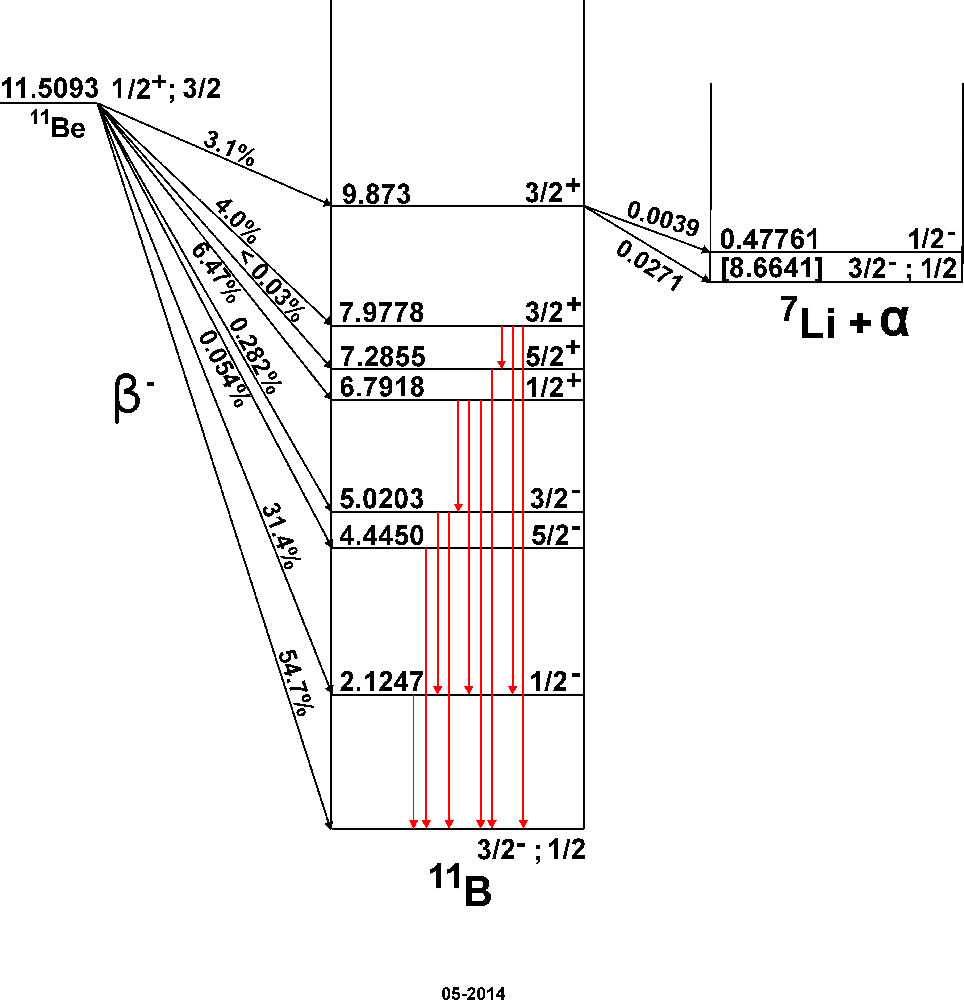 11.5093 1/2+; 3/2
11Be
3.1%
4.0%
< 0.03%
6.47%
0.282%
0.054%
31.4%
54.7%
β-
9.873 3/2+
7.9778 3/2+
7.2855 5/2+
6.7918 1/2+
5.0203 3/2-
4.4450 5/2-
2.1247 1/2-
3/2- ; 1/2
11B
0.0039
0.0271
0.47761 1/2-
[8.6641] 3/2- ; 1/2
7Li + α
05-2014